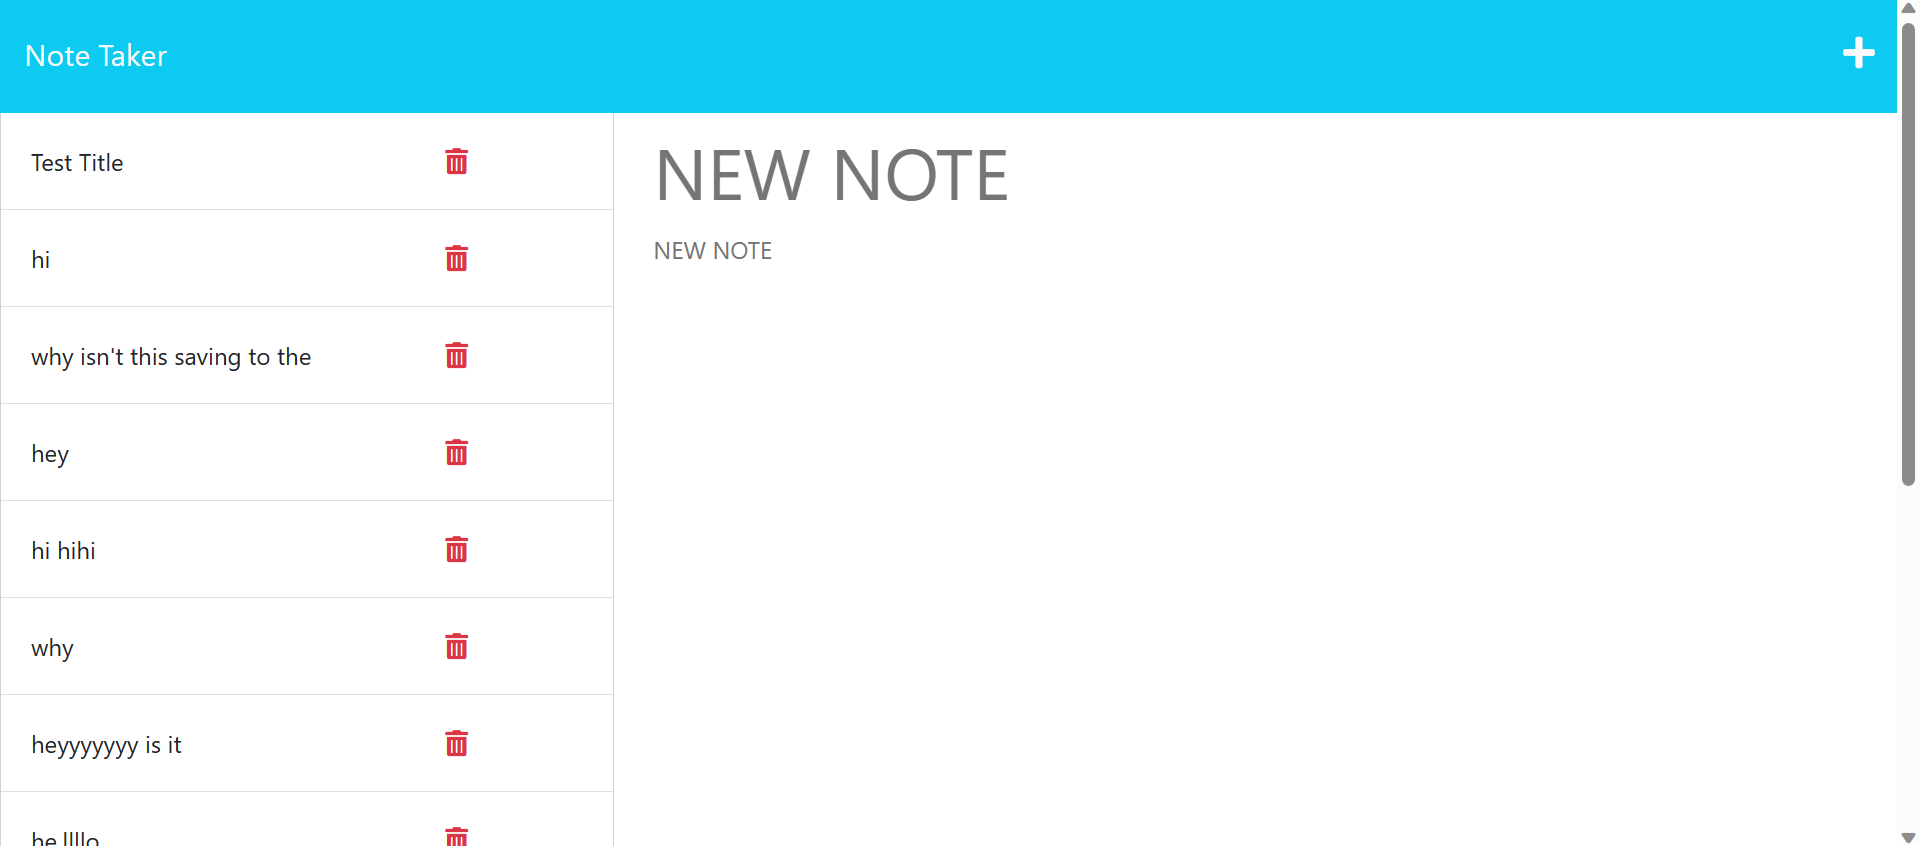 Note Taker
Test Title
hi
why isn't this saving to the
hey
hi hihi
why
heyyyyyyy is it
he llllo
NEW NOTE
NEW NOTE